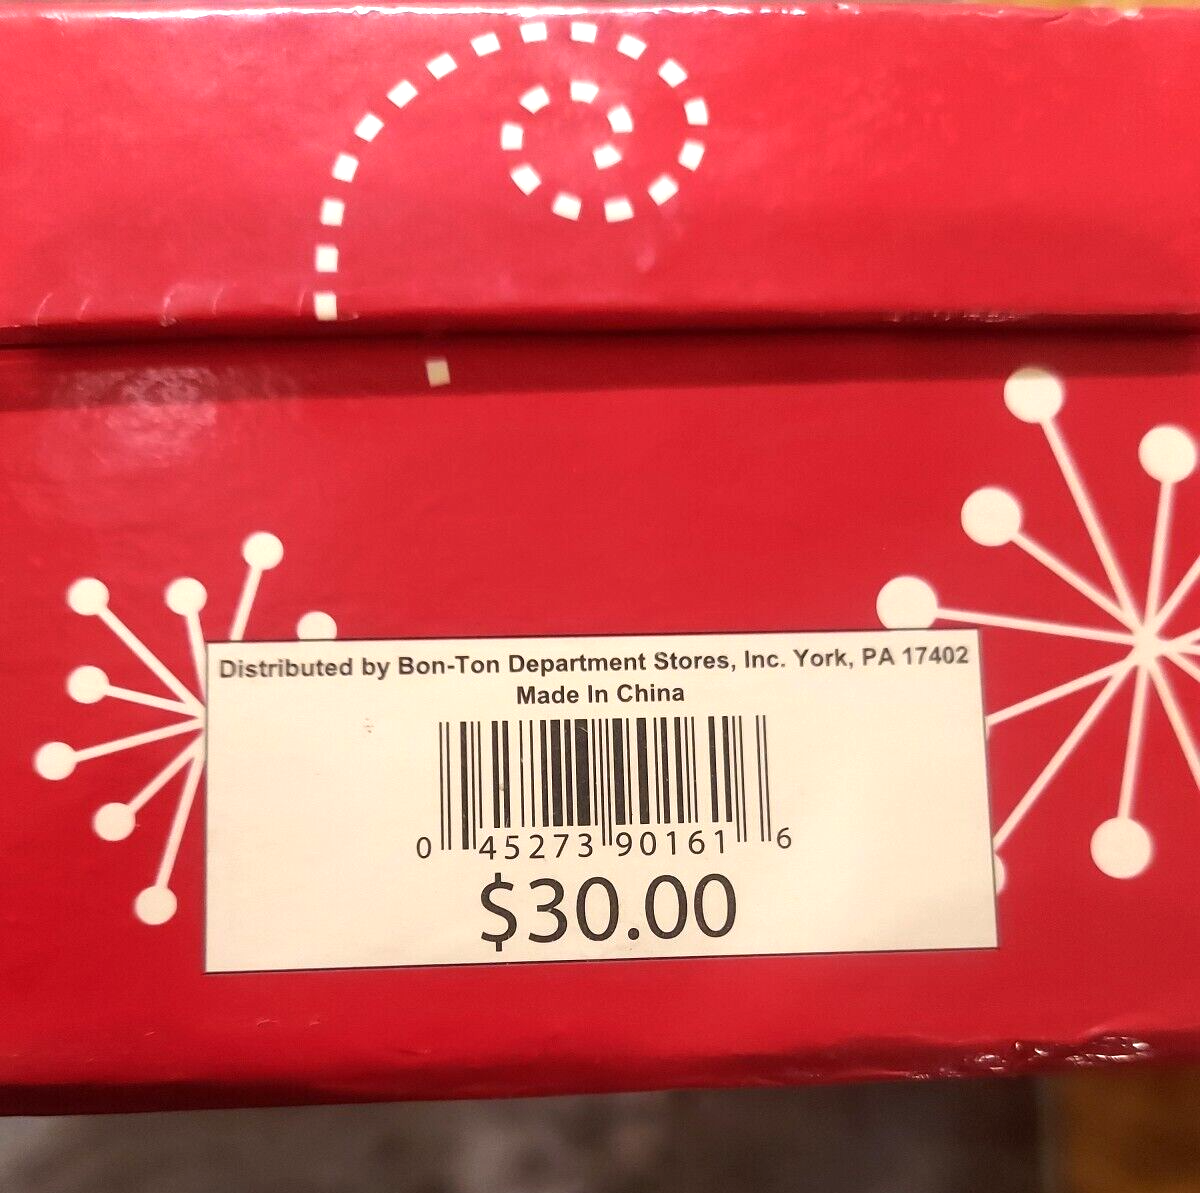 Distributed by Bon-Ton Department Stores, Inc. York, PA 17402
Made In China
0 45273 90161 6
$30.00